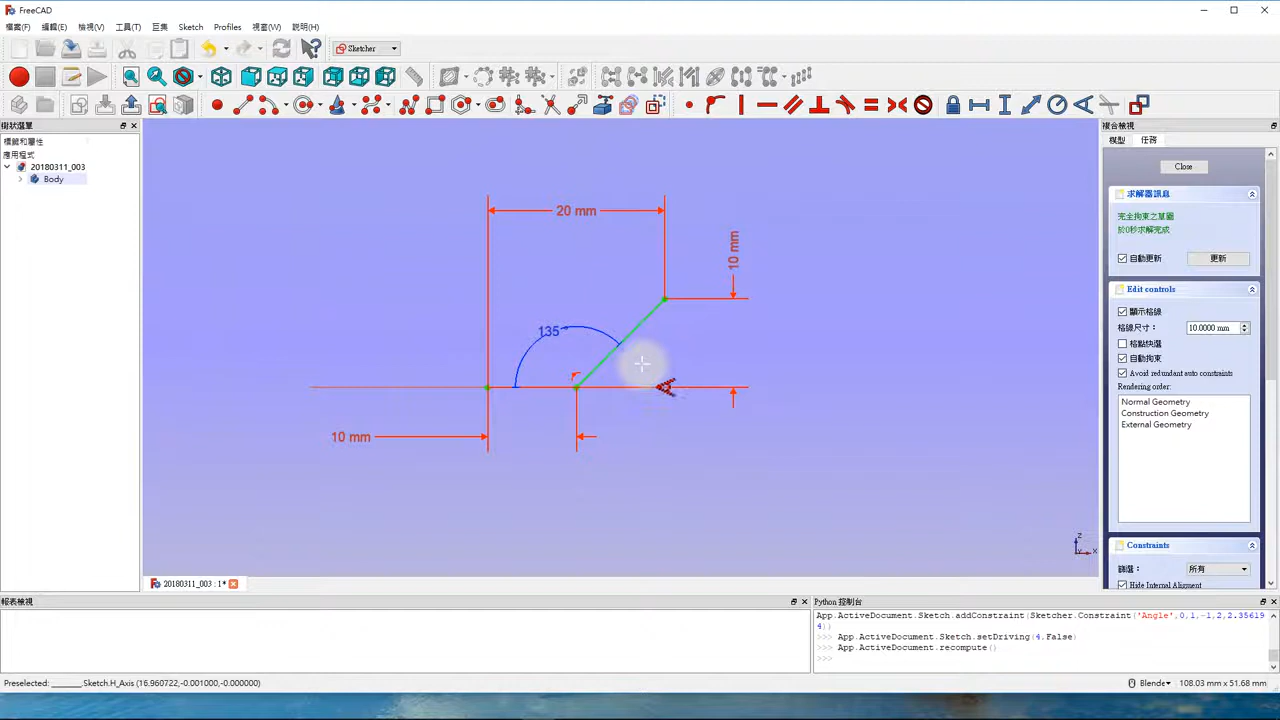 FreeCAD
檔案(F) 編輯(E) 檢視(V) 工具(T) 巨集 Sketch Profiles 視窗(W) 說明(H)
Sketcher
樹狀選單
標籤和屬性
應用程式
20180311_003
Body
20 mm
10 mm
135°
10 mm
z
x
20180311_003 : 1*
複合檢視
模型 任務
Close
求解器訊息
完全拘束之草圖
於0秒求解完成
自動更新 更新
Edit controls
顯示格線
格線尺寸: 10.0000 mm
格點快選
自動拘束
Avoid redundant auto constraints
Rendering order:
Normal Geometry
Construction Geometry
External Geometry
Constraints
篩選: 所有
Hide Internal Alignment
報表檢視
Python 控制台
App.ActiveDocument.Sketch.addConstraint(Sketcher.Constraint('Angle',0,1,-1,2,2.35619
4))
>>> App.ActiveDocument.Sketch.setDriving(4,False)
>>> App.ActiveDocument.recompute()
>>>
Preselected: _______.Sketch.H_Axis (16.960722,-0.001000,-0.000000)
Blende 108.03 mm x 51.68 mm